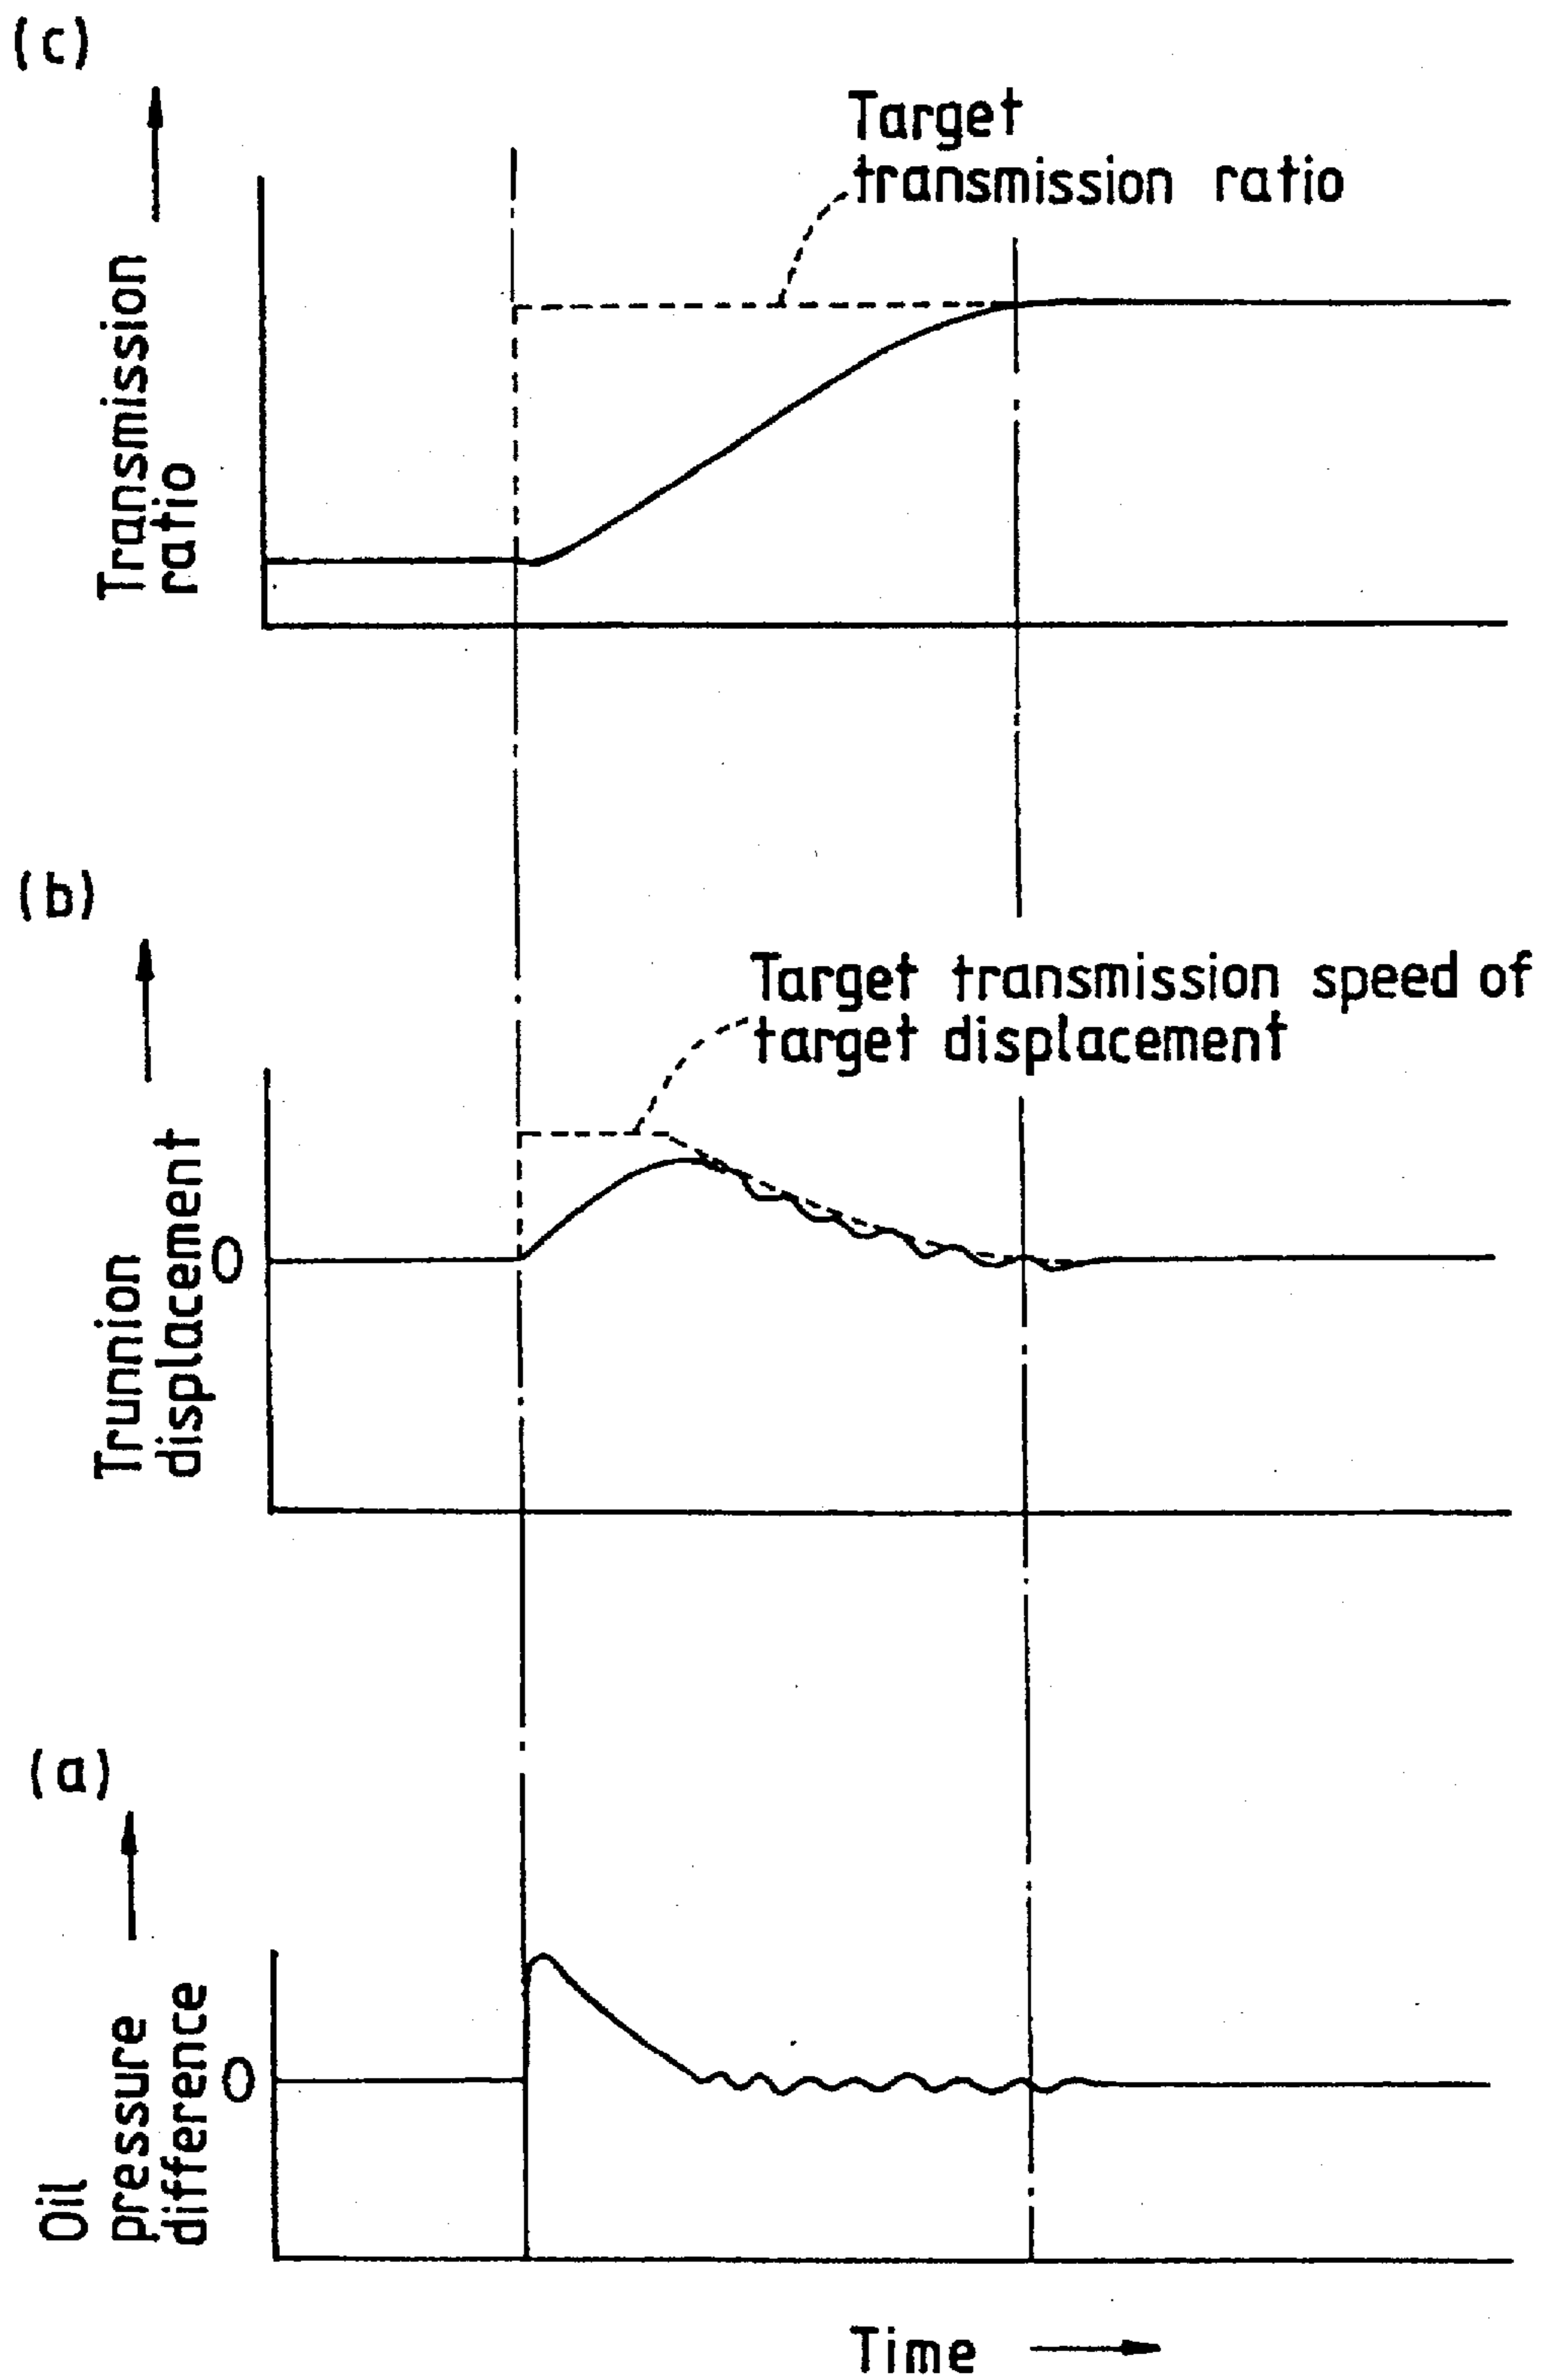 (c)
Transmission
ratio
Target
transmission ratio
(b)
Trunnion
displacement
0
Target transmission speed of
target displacement
(a)
Oil
pressure
difference
0
Time